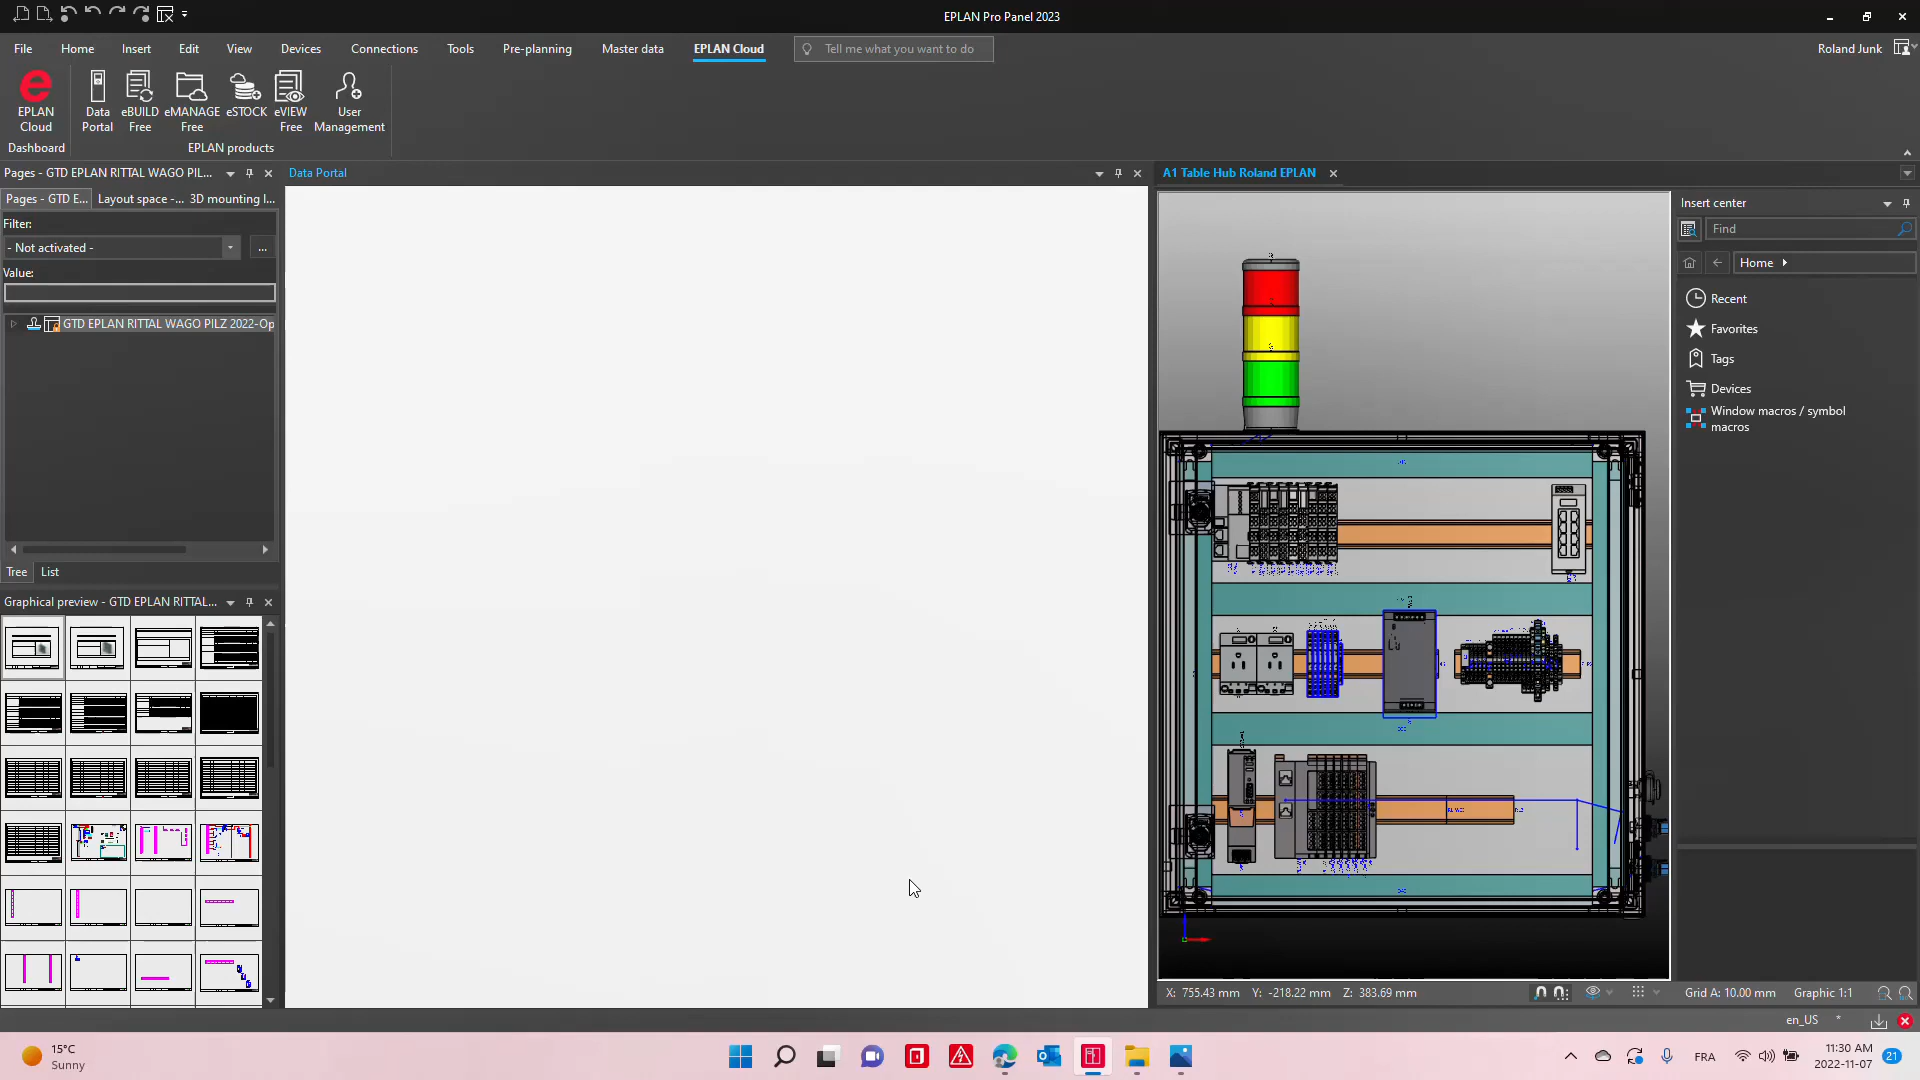 EPLAN Pro Panel 2023
File
Home
Insert
Edit
View
Devices
Connections
Tools
Pre-planning
Master data
EPLAN Cloud
Tell me what you want to do
Roland Junk
EPLAN
Cloud
Data
Portal
eBUILD
Free
eMANAGE
Free
eSTOCK
eVIEW
Free
User
Management
Dashboard
EPLAN products
Pages - GTD EPLAN RITTAL WAGO PIL...
Data Portal
A1 Table Hub Roland EPLAN
Pages - GTD E...
Layout space -...
3D mounting l...
Insert center
Filter:
Find
- Not activated -
...
Home
Value:
GTD EPLAN RITTAL WAGO PILZ 2022-Op
Recent
Favorites
Tags
Devices
Window macros / symbol
macros
Tree
List
Graphical preview - GTD EPLAN RITTAL...
X: 755.43 mm
Y: -218.22 mm
Z: 383.69 mm
Grid A: 10.00 mm
Graphic 1:1
en_US
*
15°C
Sunny
FRA
11:30 AM
2022-11-07
21